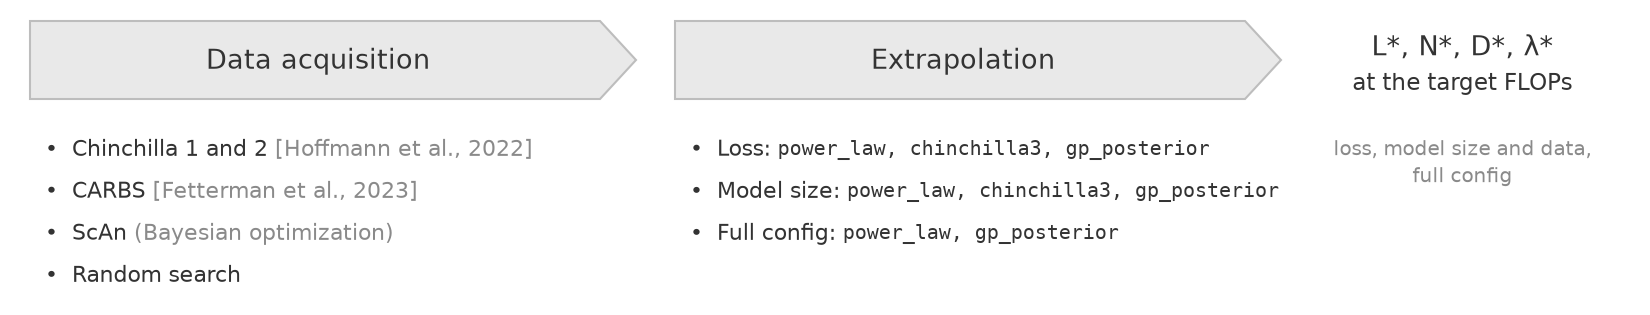 Data acquisition
• Chinchilla 1 and 2 [Hoffmann et al., 2022]
• CARBS [Fetterman et al., 2023]
• ScAn (Bayesian optimization)
• Random search
Extrapolation
• Loss: power_law, chinchilla3, gp_posterior
• Model size: power_law, chinchilla3, gp_posterior
• Full config: power_law, gp_posterior
L*, N*, D*, λ*
at the target FLOPs
loss, model size and data,
full config